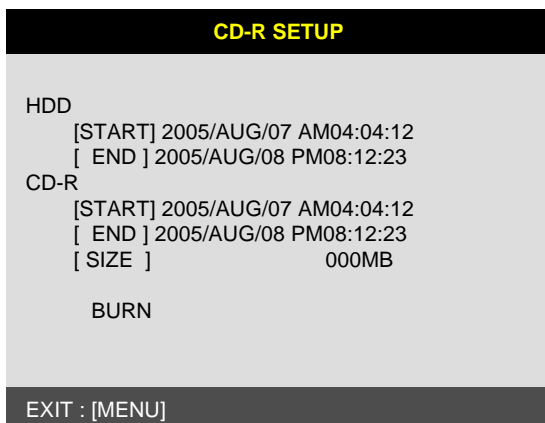 CD-R SETUP
HDD
[START] 2005/AUG/07 AM04:04:12
[ END ] 2005/AUG/08 PM08:12:23
CD-R
[START] 2005/AUG/07 AM04:04:12
[ END ] 2005/AUG/08 PM08:12:23
[ SIZE ] 000MB
BURN
EXIT : [MENU]